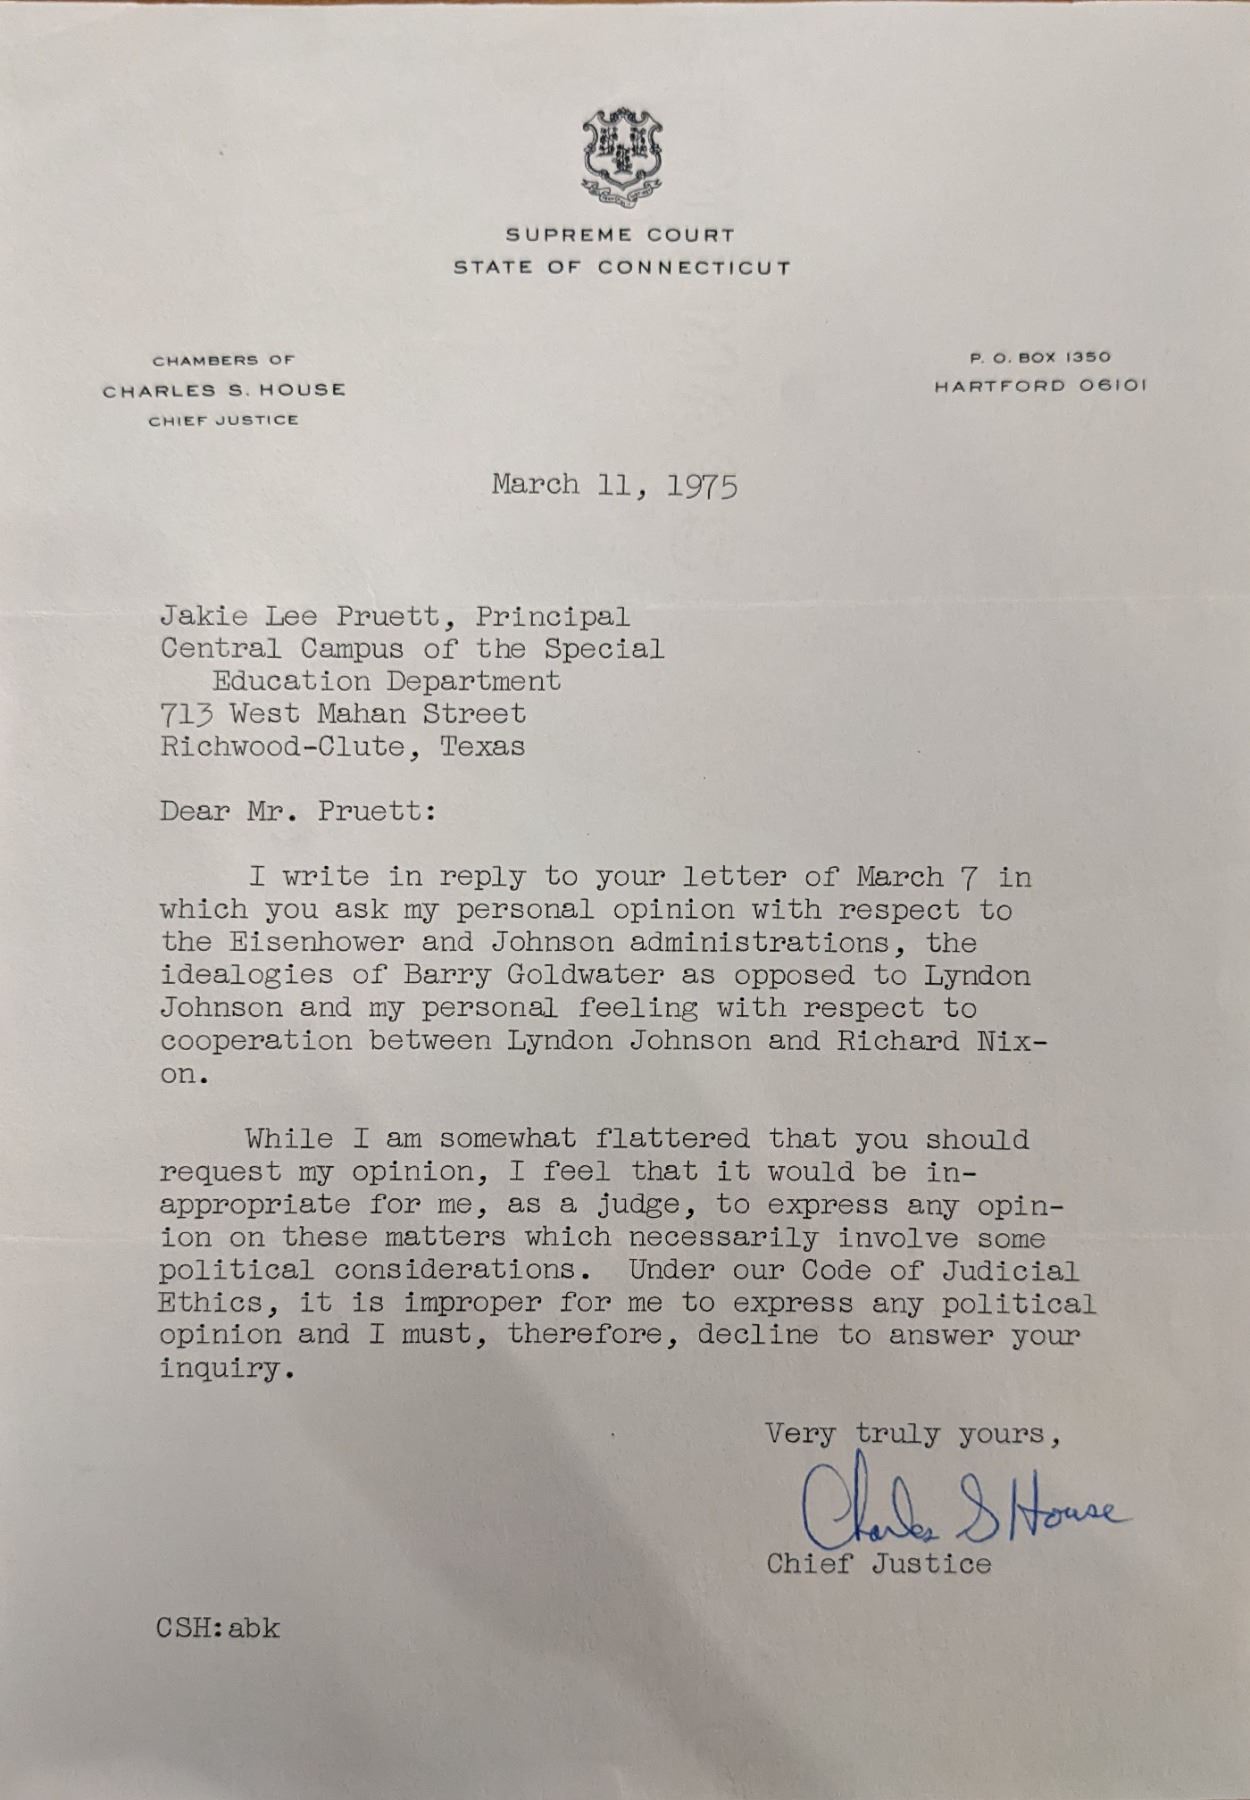 SUPREME COURT
STATE OF CONNECTICUT
CHAMBERS OF
CHARLES S. HOUSE
CHIEF JUSTICE
P. O. BOX 1350
HARTFORD 06101
March 11, 1975
Jakie Lee Pruett, Principal
Central Campus of the Special
Education Department
713 West Mahan Street
Richwood-Clute, Texas
Dear Mr. Pruett:
I write in reply to your letter of March 7 in
which you ask my personal opinion with respect to
the Eisenhower and Johnson administrations, the
idealogies of Barry Goldwater as opposed to Lyndon
Johnson and my personal feeling with respect to
cooperation between Lyndon Johnson and Richard Nix-
on.
While I am somewhat flattered that you should
request my opinion, I feel that it would be in-
appropriate for me, as a judge, to express any opin-
ion on these matters which necessarily involve some
political considerations. Under our Code of Judicial
Ethics, it is improper for me to express any political
opinion and I must, therefore, decline to answer your
inquiry.
Very truly yours,
Charles S House
Chief Justice
CSH:abk